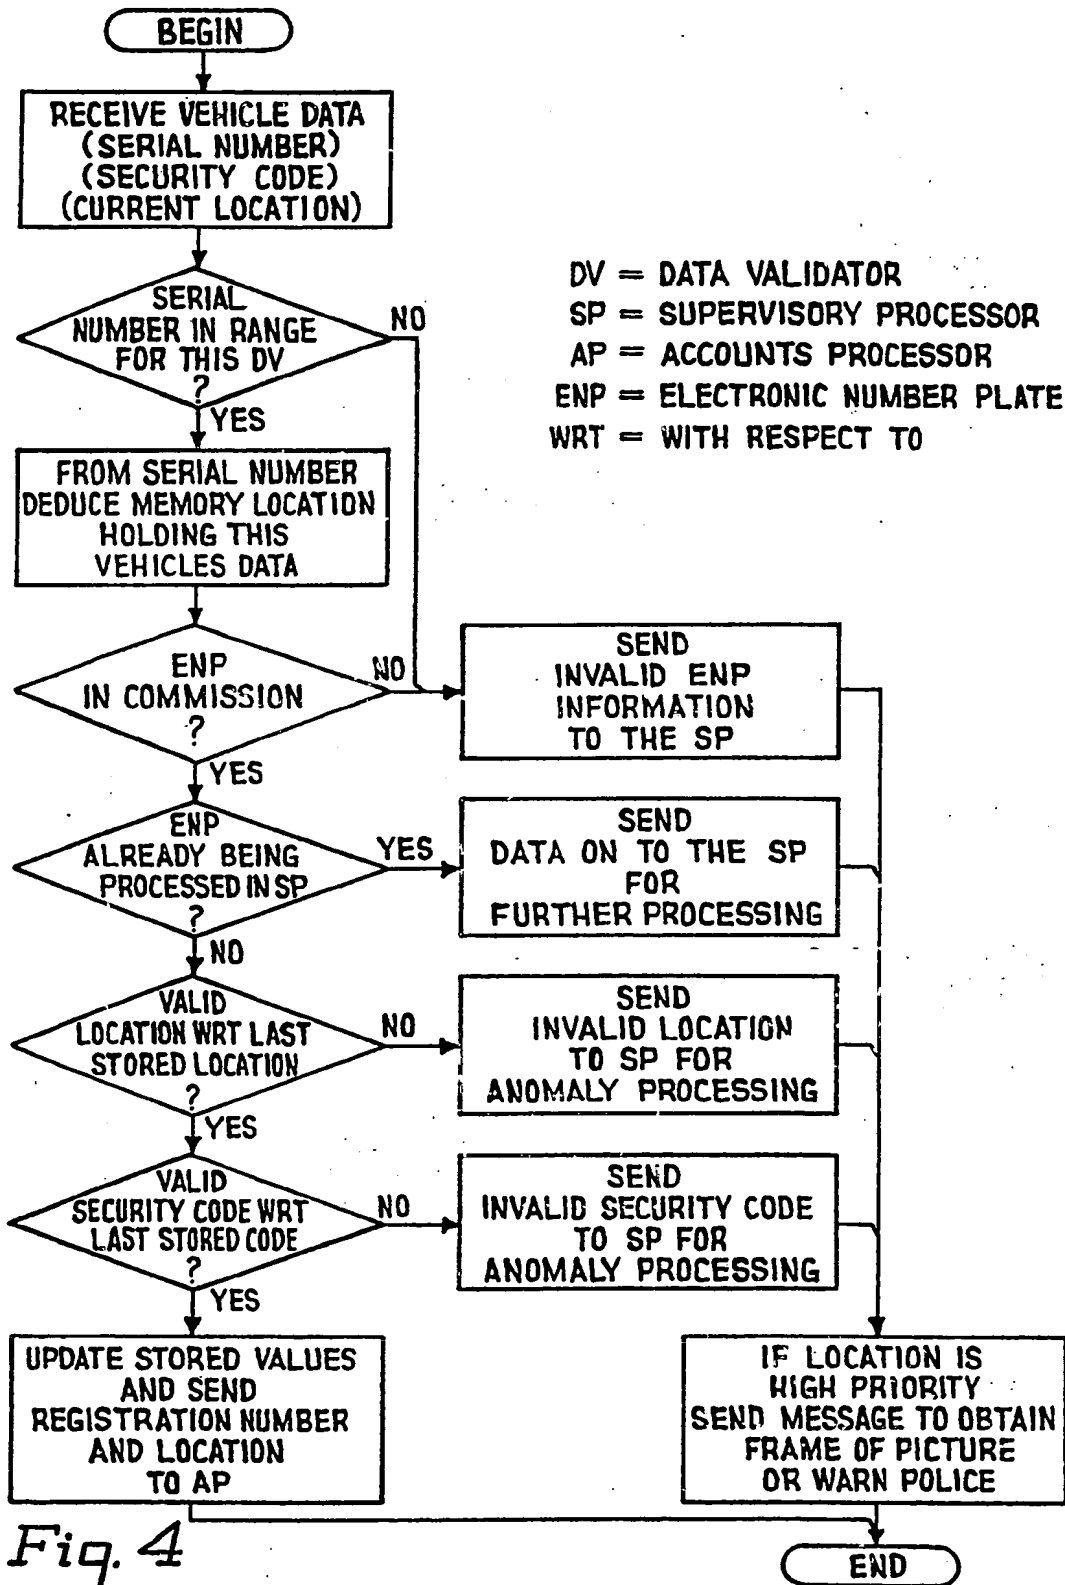 BEGIN
RECEIVE VEHICLE DATA
(SERIAL NUMBER)
(SECURITY CODE)
(CURRENT LOCATION)
SERIAL
NUMBER IN RANGE
FOR THIS DV
?
NO
YES
DV = DATA VALIDATOR
SP = SUPERVISORY PROCESSOR
AP = ACCOUNTS PROCESSOR
ENP = ELECTRONIC NUMBER PLATE
WRT = WITH RESPECT TO
FROM SERIAL NUMBER
DEDUCE MEMORY LOCATION
HOLDING THIS
VEHICLES DATA
ENP
IN COMMISSION
?
NO
YES
SEND
INVALID ENP
INFORMATION
TO THE SP
ENP
ALREADY BEING
PROCESSED IN SP
?
YES
NO
SEND
DATA ON TO THE SP
FOR
FURTHER PROCESSING
VALID
LOCATION WRT LAST
STORED LOCATION
?
NO
YES
SEND
INVALID LOCATION
TO SP FOR
ANOMALY PROCESSING
VALID
SECURITY CODE WRT
LAST STORED CODE
?
NO
YES
SEND
INVALID SECURITY CODE
TO SP FOR
ANOMALY PROCESSING
UPDATE STORED VALUES
AND SEND
REGISTRATION NUMBER
AND LOCATION
TO AP
IF LOCATION IS
HIGH PRIORITY
SEND MESSAGE TO OBTAIN
FRAME OF PICTURE
OR WARN POLICE
END
Fig. 4